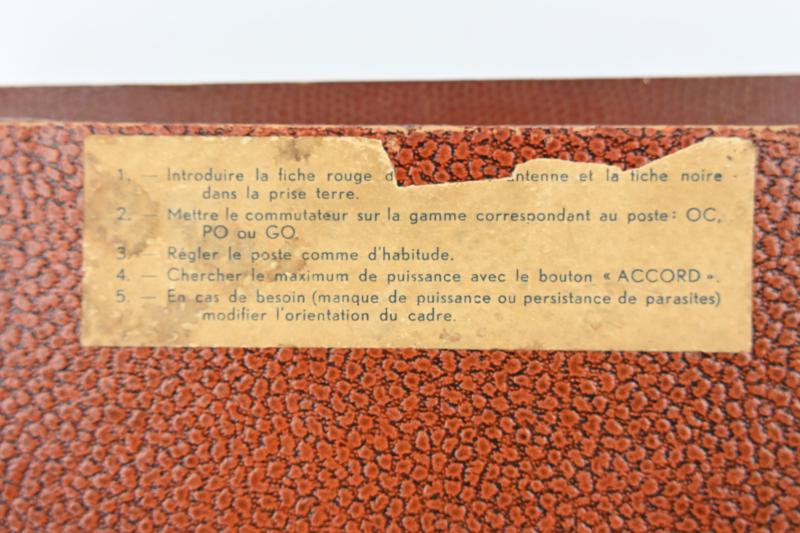 1. — Introduire la fiche rouge d ntenne et la fiche noire
dans la prise terre.
2. — Mettre le commutateur sur la gamme correspondant au poste: OC,
PO ou GO.
3. — Régler le poste comme d'habitude.
4. — Chercher le maximum de puissance avec le bouton « ACCORD ».
5. — En cas de besoin (manque de puissance ou persistance de parasites)
modifier l'orientation du cadre.